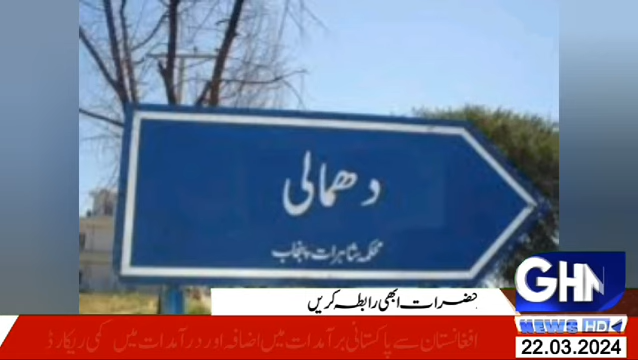 دھمالی
محکمہ شاہرات پنجاب
حضرات ابھی رابطہ کریں
GHN
NEWS HD
افغانستان سے پاکستانی برآمدات میں اضافہ اور درآمدات میں کمی ریکارڈ
22.03.2024